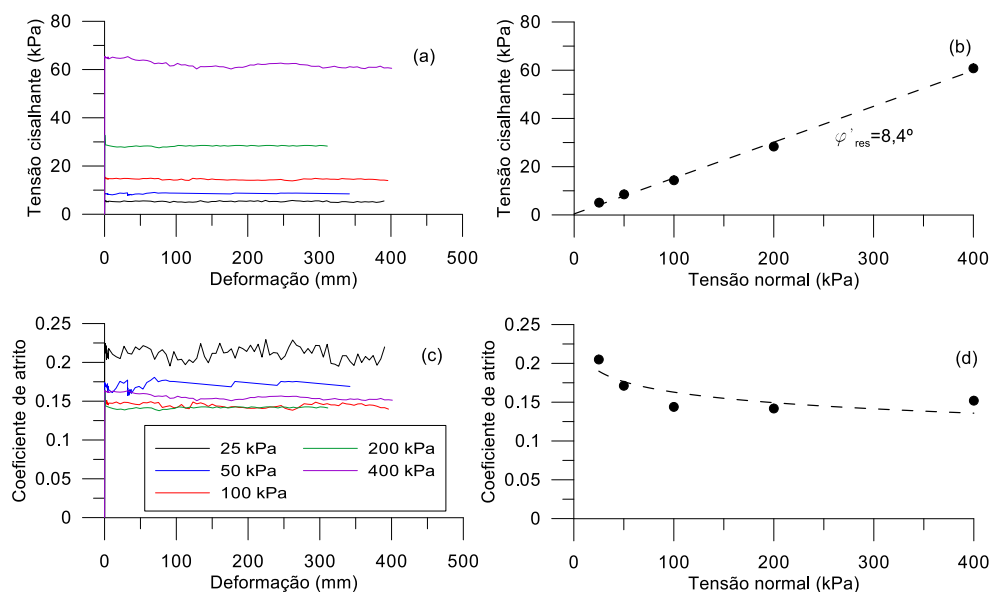 80
60
40
20
0
Tensão cisalhante (kPa)
(a)
0 100 200 300 400 500
Deformação (mm)
80
60
40
20
0
Tensão cisalhante (kPa)
(b)
φ'res=8,4º
0 100 200 300 400
Tensão normal (kPa)
0.25
0.2
0.15
0.1
0.05
0
Coeficiente de atrito
(c)
25 kPa
50 kPa
100 kPa
200 kPa
400 kPa
0 100 200 300 400 500
Deformação (mm)
0.25
0.2
0.15
0.1
0.05
0
Coeficiente de atrito
(d)
0 100 200 300 400
Tensão normal (kPa)